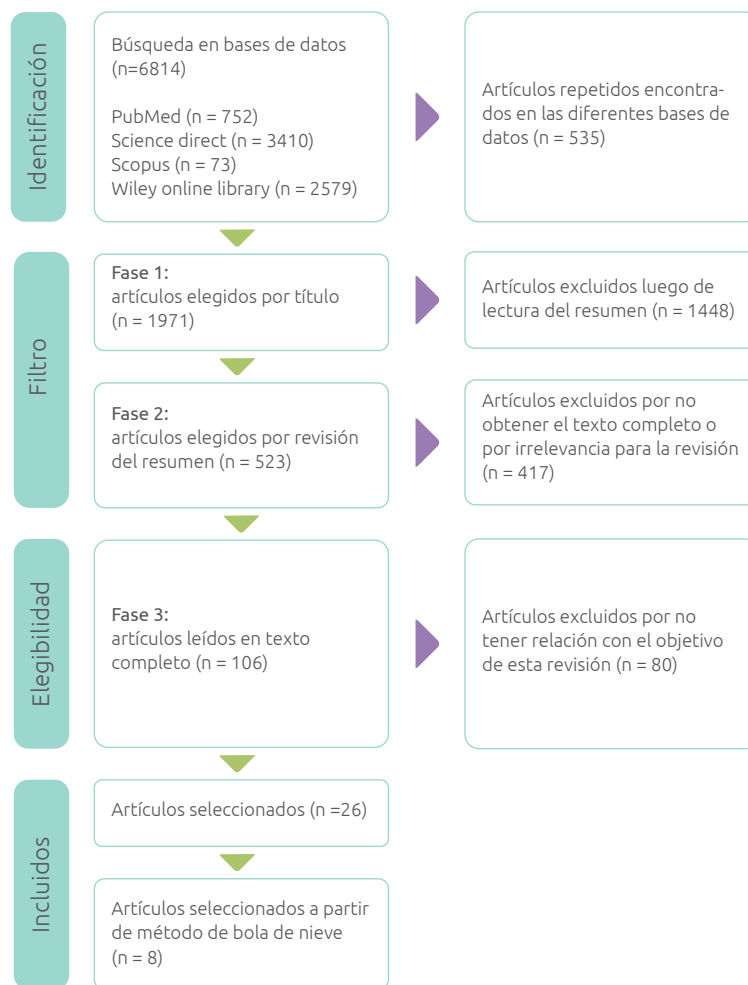 Identificación
Búsqueda en bases de datos
(n=6814)
PubMed (n = 752)
Science direct (n = 3410)
Scopus (n = 73)
Wiley online library (n = 2579)
Artículos repetidos encontra-
dos en las diferentes bases de
datos (n = 535)
Filtro
Fase 1:
artículos elegidos por título
(n = 1971)
Artículos excluidos luego de
lectura del resumen (n = 1448)
Fase 2:
artículos elegidos por revisión
del resumen (n = 523)
Artículos excluidos por no
obtener el texto completo o
por irrelevancia para la revisión
(n = 417)
Elegibilidad
Fase 3:
artículos leídos en texto
completo (n = 106)
Artículos excluidos por no
tener relación con el objetivo
de esta revisión (n = 80)
Incluidos
Artículos seleccionados (n =26)
Artículos seleccionados a partir
de método de bola de nieve
(n = 8)